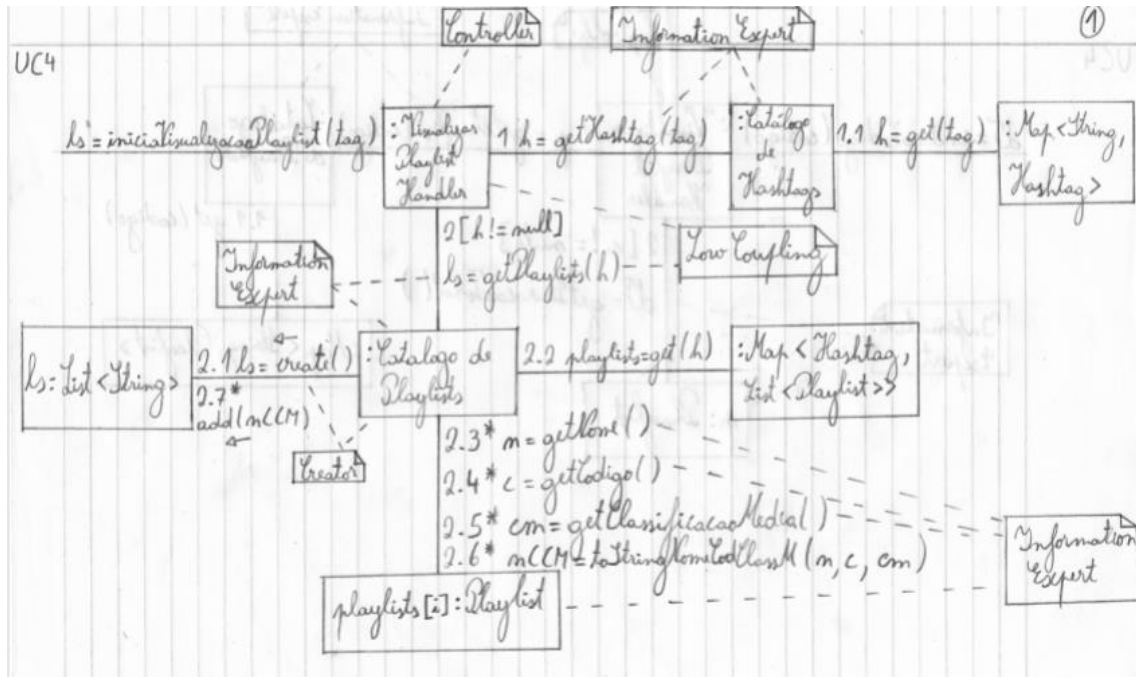 Controller
Information Expert
1
UC4
ls = iniciaVisualizacaoPlaylist(tag)
:Visualizar
Playlist
Handler
1 h = getHashtag(tag)
:Catálogo
de
Hashtags
1.1 h = get(tag)
:Map<String,
Hashtag>
2 [h != null]
ls = getPlaylists(h)
Low Coupling
Information
Expert
ls: List<String>
2.1 ls = create()
2.7*
add(nCCM)
:Catalogo de
Playlists
2.2 playlists = get(h)
:Map<Hashtag,
List<Playlist>>
Creator
2.3* n = getNome()
2.4* c = getCodigo()
2.5* cm = getClassificacaoMedia()
2.6* nCCM = toStringNomeCodClassM(n, c, cm)
Information
Expert
playlists[i]: Playlist